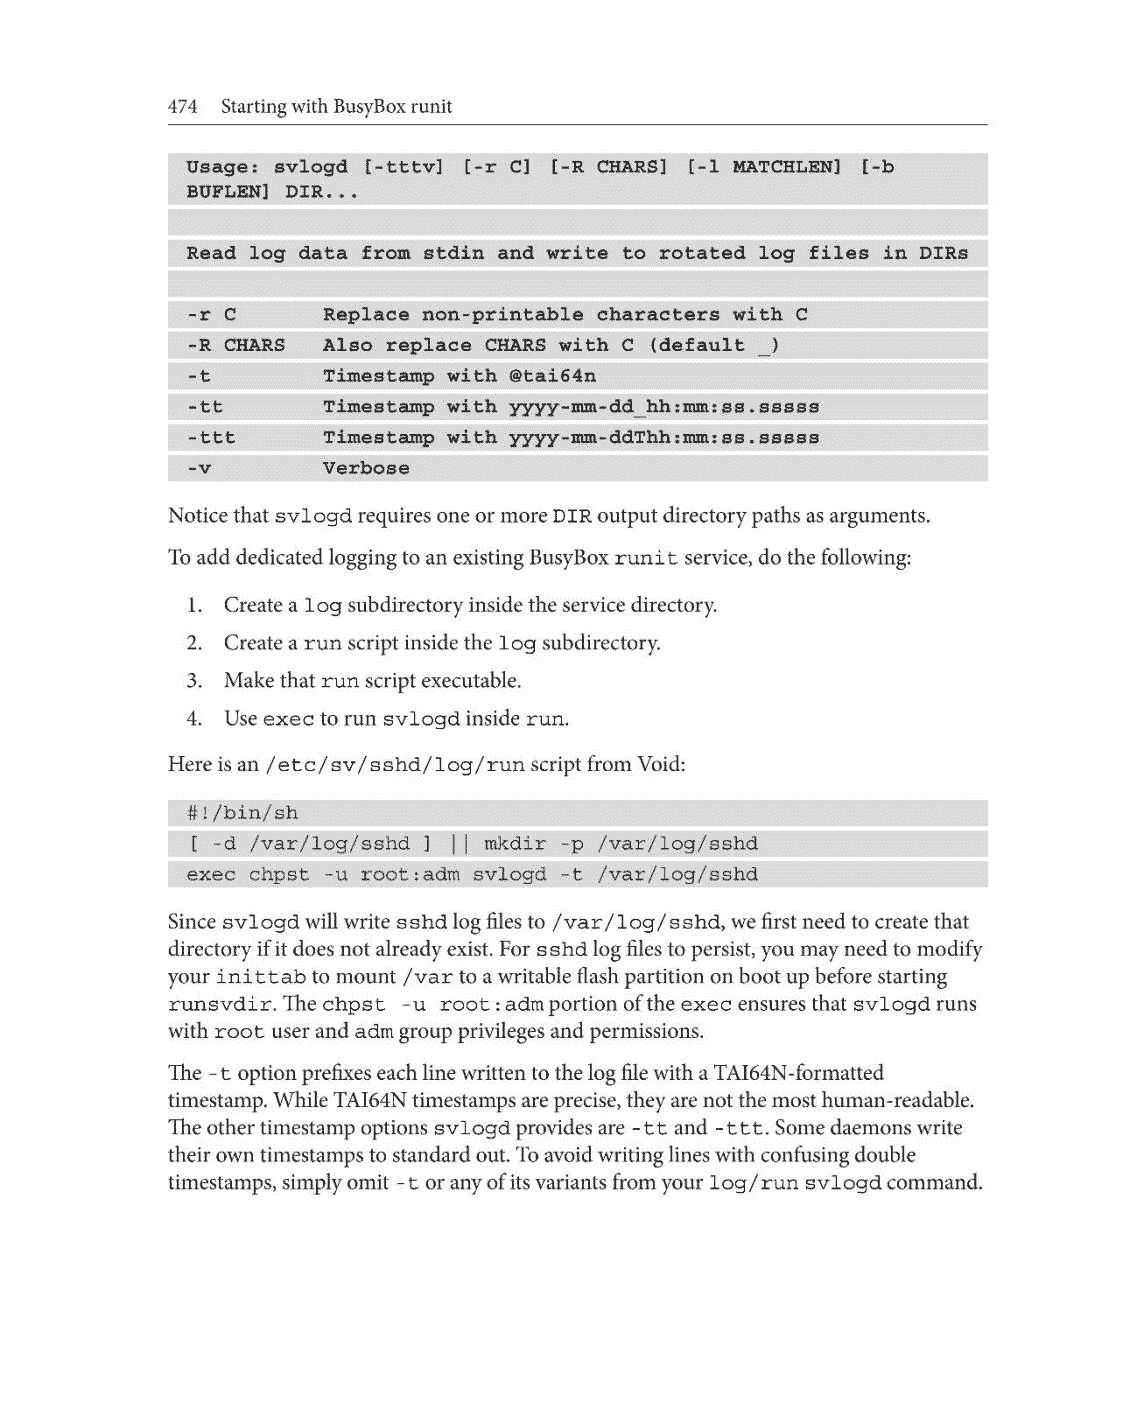 474 Starting with BusyBox runit
Usage: svlogd [-tttv] [-r C] [-R CHARS] [-l MATCHLEN] [-b
BUFLEN] DIR...
Read log data from stdin and write to rotated log files in DIRs
-r C Replace non-printable characters with C
-R CHARS Also replace CHARS with C (default _)
-t Timestamp with @tai64n
-tt Timestamp with yyyy-mm-dd_hh:mm:ss.sssss
-ttt Timestamp with yyyy-mm-ddThh:mm:ss.sssss
-v Verbose
Notice that svlogd requires one or more DIR output directory paths as arguments.
To add dedicated logging to an existing BusyBox runit service, do the following:
1. Create a log subdirectory inside the service directory.
2. Create a run script inside the log subdirectory.
3. Make that run script executable.
4. Use exec to run svlogd inside run.
Here is an /etc/sv/sshd/log/run script from Void:
#!/bin/sh
[ -d /var/log/sshd ] || mkdir -p /var/log/sshd
exec chpst -u root:adm svlogd -t /var/log/sshd
Since svlogd will write sshd log files to /var/log/sshd, we first need to create that
directory if it does not already exist. For sshd log files to persist, you may need to modify
your inittab to mount /var to a writable flash partition on boot up before starting
runsvdir. The chpst -u root:adm portion of the exec ensures that svlogd runs
with root user and adm group privileges and permissions.
The -t option prefixes each line written to the log file with a TAI64N-formatted
timestamp. While TAI64N timestamps are precise, they are not the most human-readable.
The other timestamp options svlogd provides are -tt and -ttt. Some daemons write
their own timestamps to standard out. To avoid writing lines with confusing double
timestamps, simply omit -t or any of its variants from your log/run svlogd command.